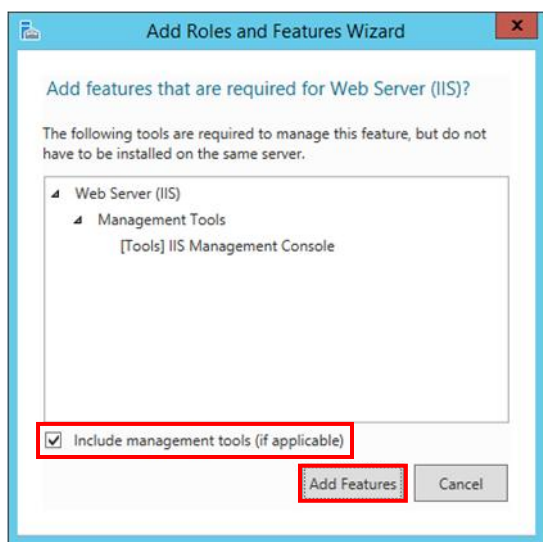 Add Roles and Features Wizard
x
Add features that are required for Web Server (IIS)?
The following tools are required to manage this feature, but do not
have to be installed on the same server.
Web Server (IIS)
Management Tools
[Tools] IIS Management Console
Include management tools (if applicable)
Add Features Cancel